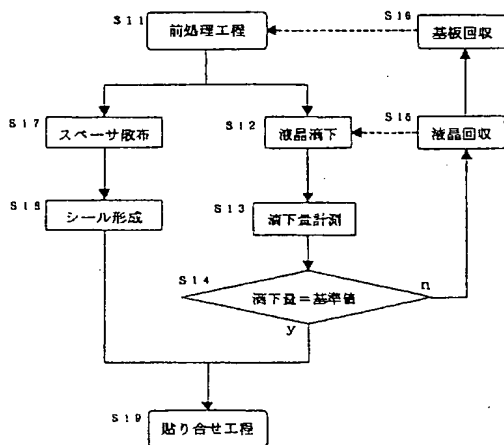 S11
前処理工程
S16
基板回収
S17
スペーサ散布
S12
液晶滴下
S15
液晶回収
S18
シール形成
S13
滴下量計測
S14
滴下量＝基準値
n
y
S19
貼り合せ工程